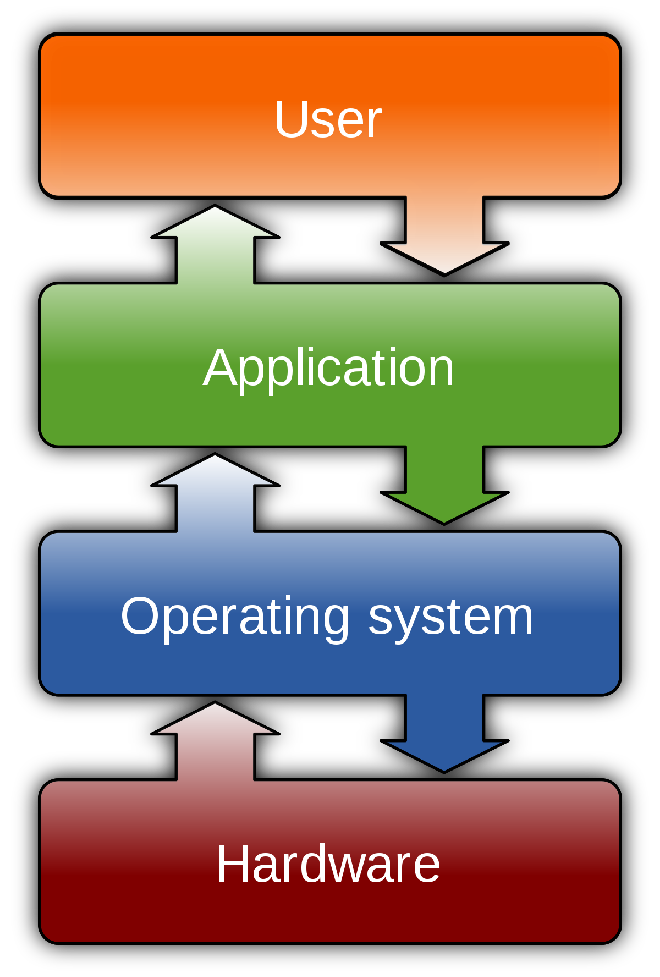 User
Application
Operating system
Hardware